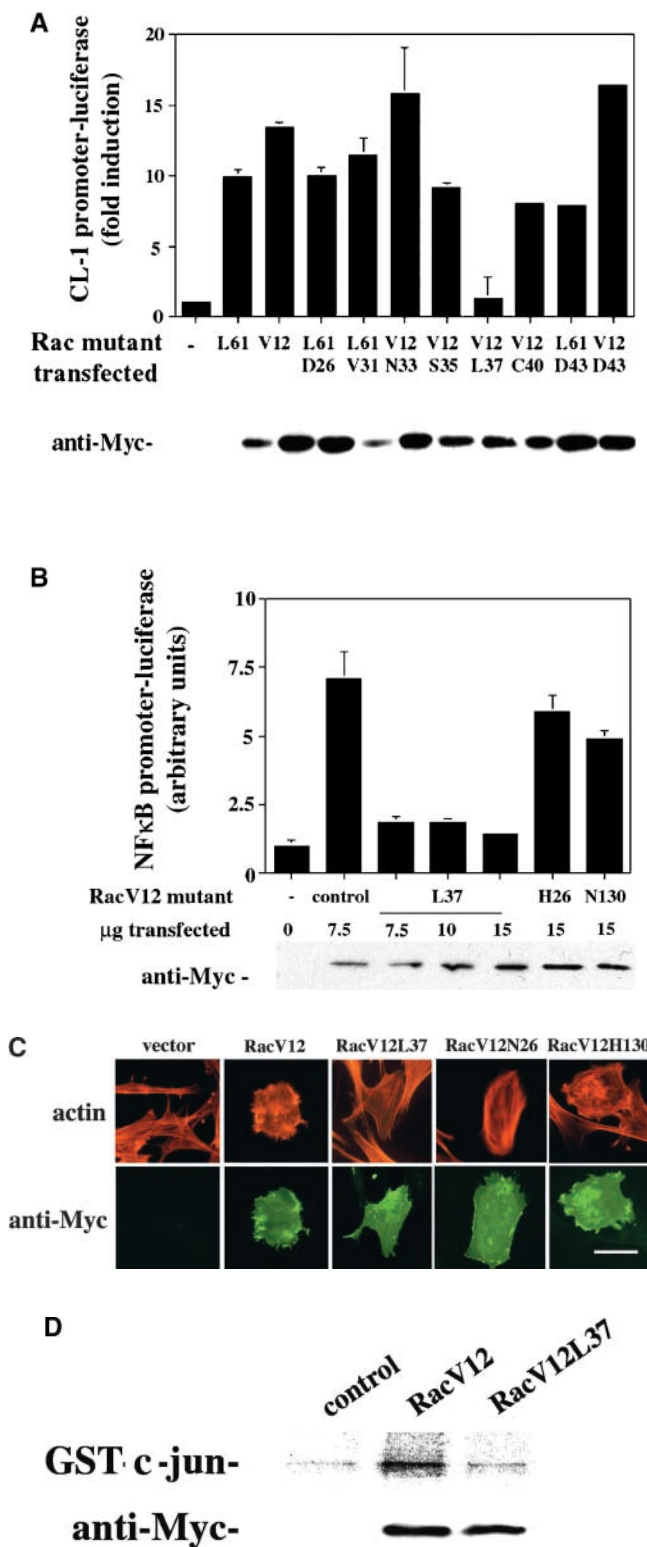 A
CL-1 promoter-luciferase
(fold induction)
20
15
10
5
0
Rac mutant
transfected
- L61 V12 L61 L61 V12 V12 V12 V12 L61 V12
D26 V31 N33 S35 L37 C40 D43 D43
anti-Myc-
B
NFκB promoter-luciferase
(arbitrary units)
10
7.5
5
2.5
0
RacV12 mutant - control L37 H26 N130
μg transfected 0 7.5 7.5 10 15 15 15
anti-Myc -
C
vector RacV12 RacV12L37 RacV12N26 RacV12H130
actin
anti-Myc
D
control RacV12 RacV12L37
GST- c -jun-
anti-Myc-